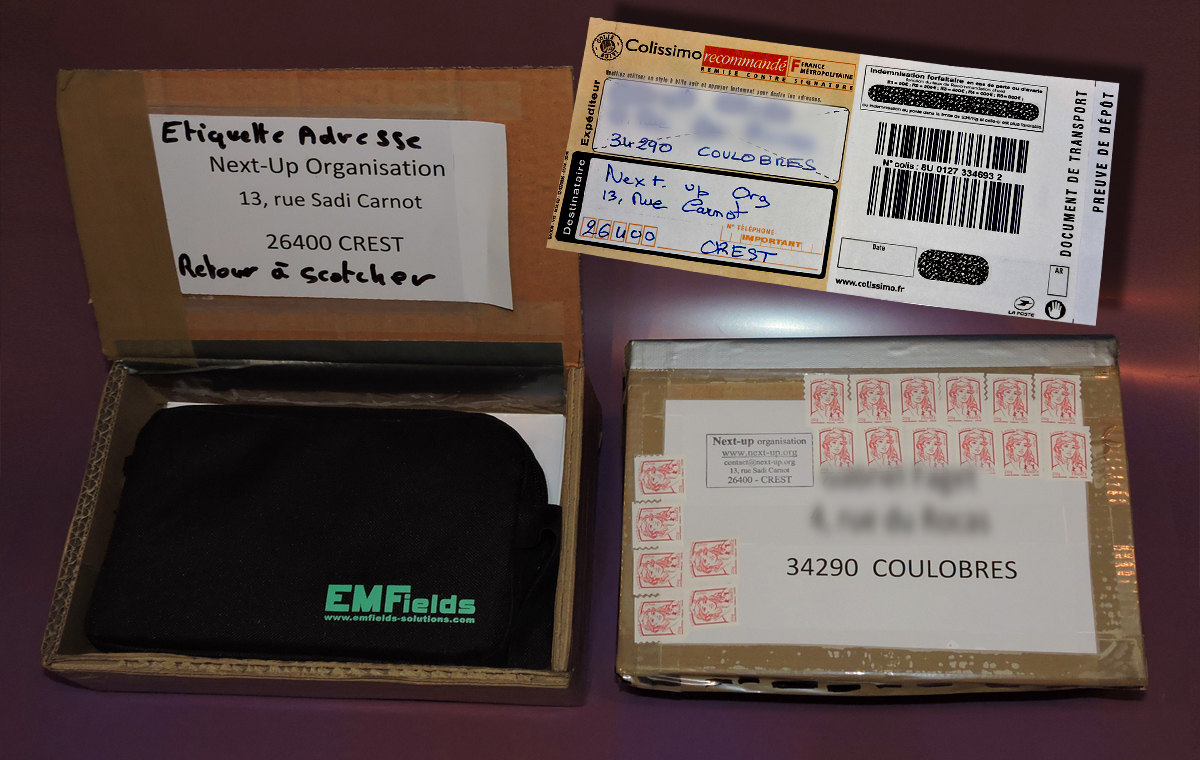 Etiquette Adresse
Next-Up Organisation
13, rue Sadi Carnot
26400 CREST
Retour à scotcher
EMFields
www.emfields-solutions.com
Colissimo recommandé
REMISE CONTRE SIGNATURE
F FRANCE
MÉTROPOLITAINE
Expéditeur
34290 COULOBRES
Destinataire
Next. up Org
13, Rue Carnot
N° TÉLÉPHONE
IMPORTANT
26400
CREST
Indemnisation forfaitaire en cas de perte ou d'avarie
N° colis : 8U 0127 334693 2
Date
AR
www.colissimo.fr
LA POSTE
DOCUMENT DE TRANSPORT
PREUVE DE DÉPÔT
Next-up organisation
www.next-up.org
contact@next-up.org
13, rue Sadi Carnot
26400 - CREST
34290 COULOBRES